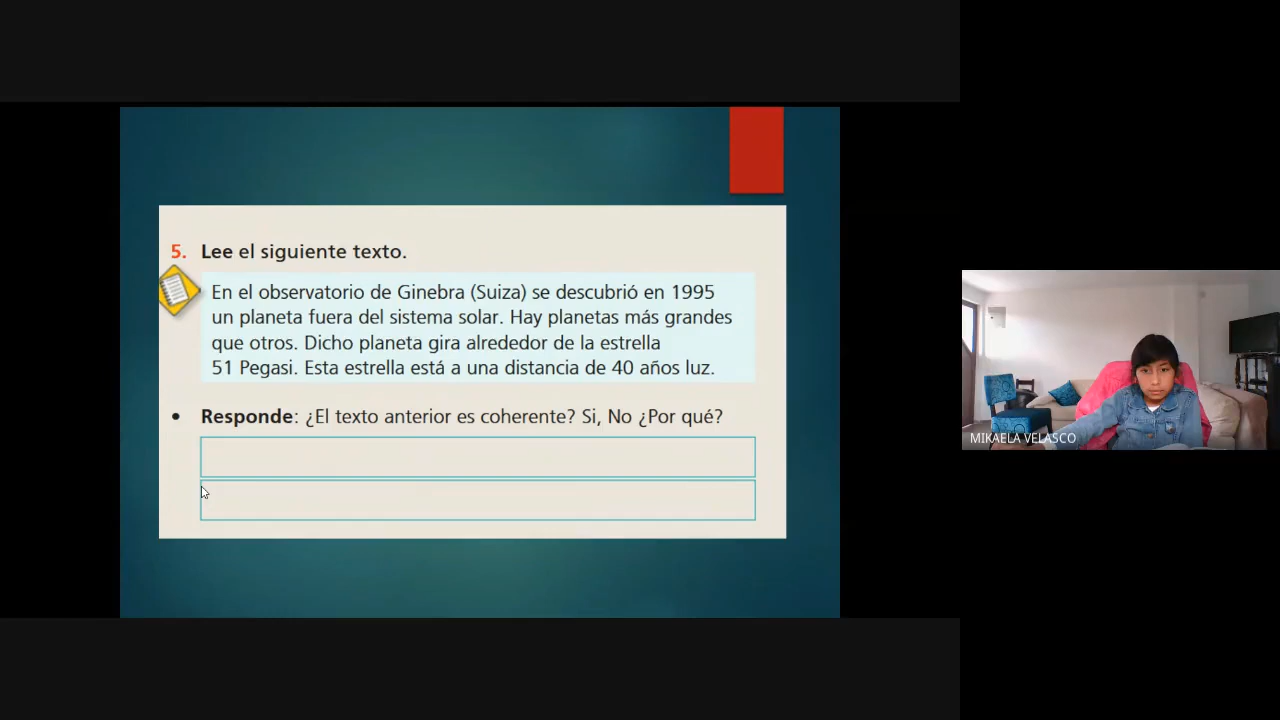 5. Lee el siguiente texto.
En el observatorio de Ginebra (Suiza) se descubrió en 1995
un planeta fuera del sistema solar. Hay planetas más grandes
que otros. Dicho planeta gira alrededor de la estrella
51 Pegasi. Esta estrella está a una distancia de 40 años luz.
• Responde: ¿El texto anterior es coherente? Si, No ¿Por qué?
MIKAELA VELASCO